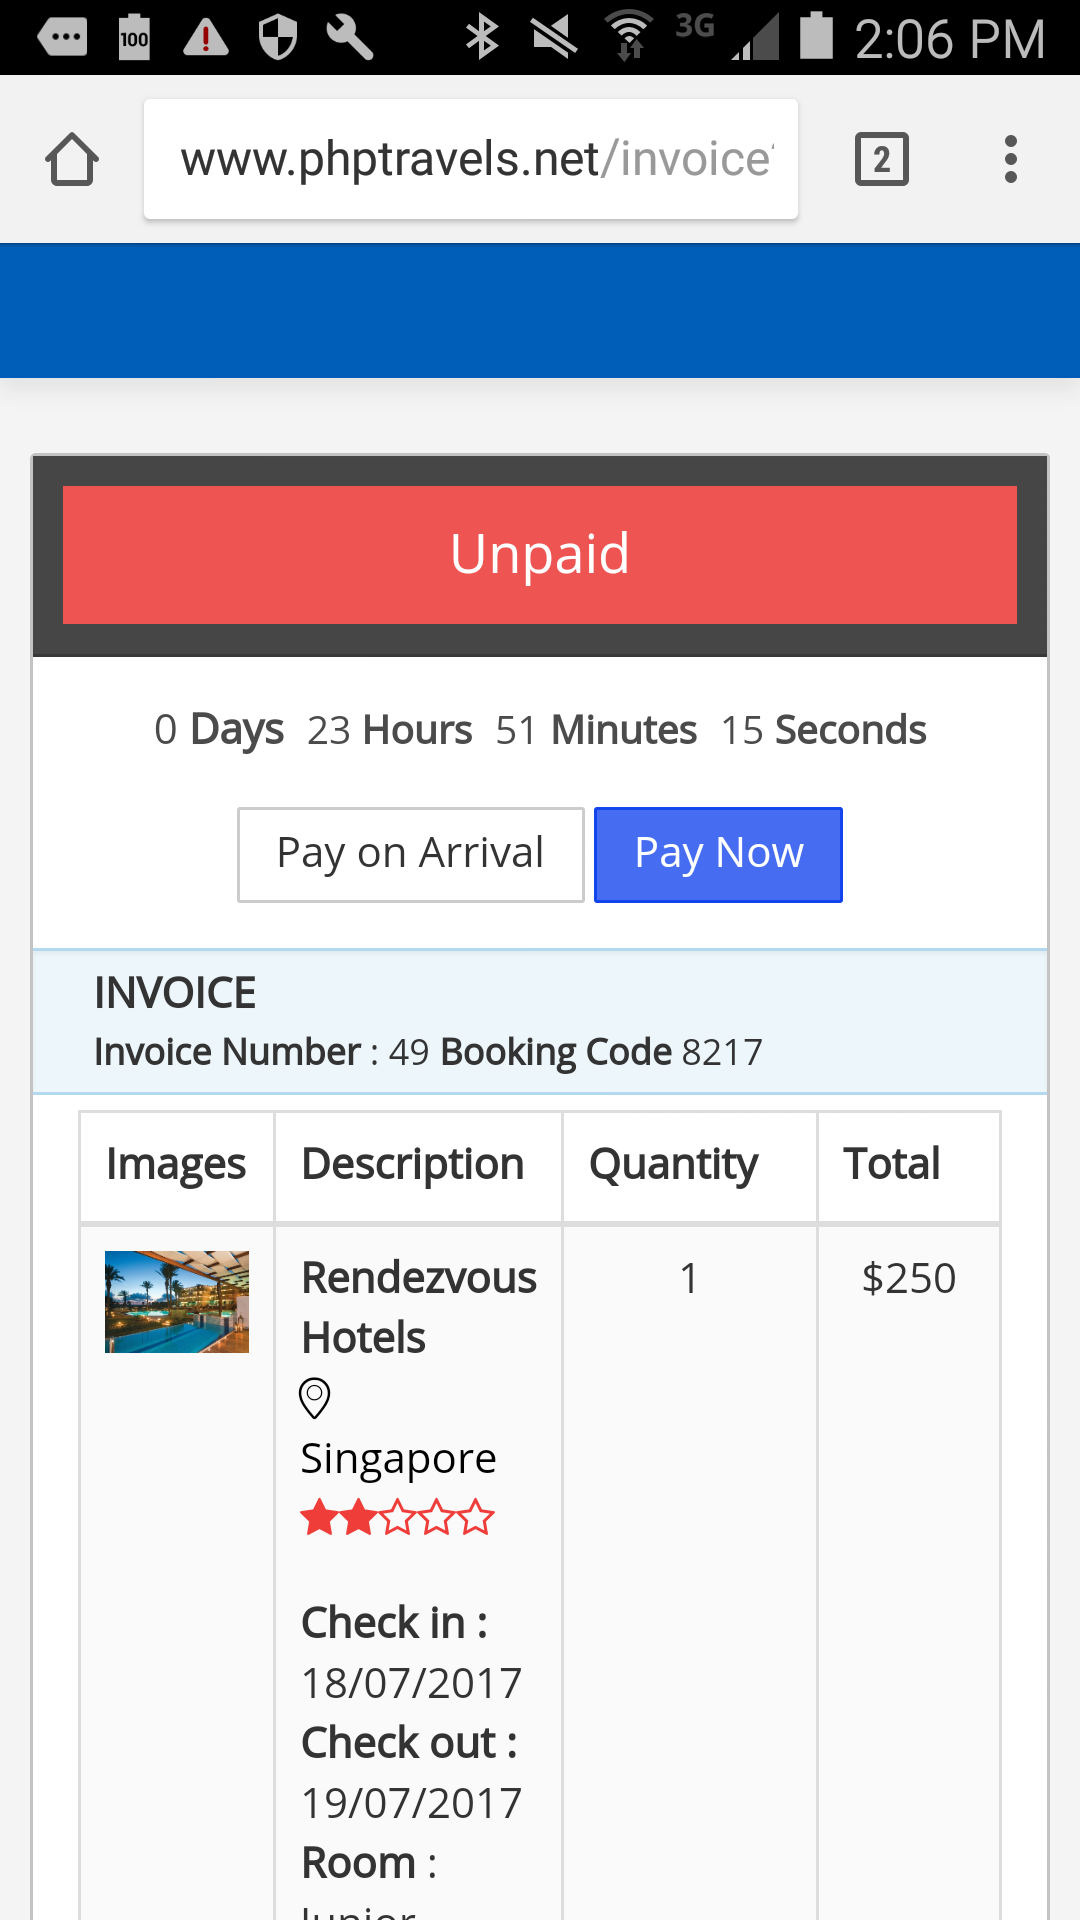 100 3G 2:06 PM
www.phptravels.net/invoice 2
Unpaid
0 Days 23 Hours 51 Minutes 15 Seconds
Pay on Arrival Pay Now
INVOICE
Invoice Number : 49 Booking Code 8217
Images Description Quantity Total
Rendezvous 1 $250
Hotels
Singapore
Check in :
18/07/2017
Check out :
19/07/2017
Room :
Junior